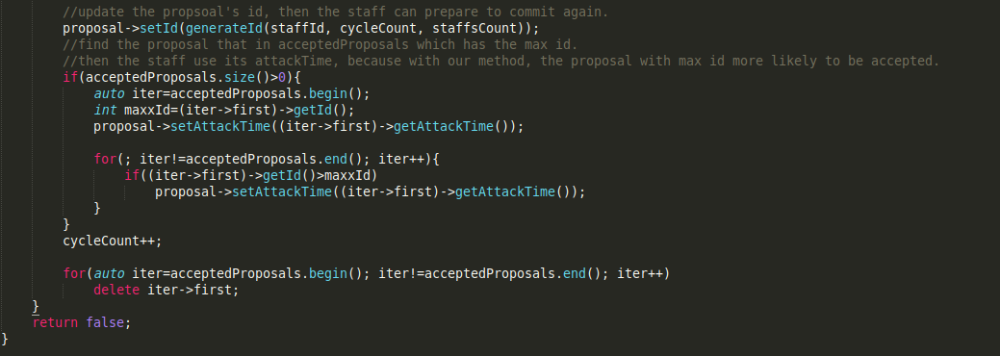 //update the propsoal's id, then the staff can prepare to commit again.
proposal->setId(generateId(staffId, cycleCount, staffsCount));
//find the proposal that in acceptedProposals which has the max id.
//then the staff use its attackTime, because with our method, the proposal with max id more likely to be accepted.
if(acceptedProposals.size()>0){
auto iter=acceptedProposals.begin();
int maxxId=(iter->first)->getId();
proposal->setAttackTime((iter->first)->getAttackTime());
for(; iter!=acceptedProposals.end(); iter++){
if((iter->first)->getId()>maxxId)
proposal->setAttackTime((iter->first)->getAttackTime());
}
}
cycleCount++;
for(auto iter=acceptedProposals.begin(); iter!=acceptedProposals.end(); iter++)
delete iter->first;
}
return false;
}